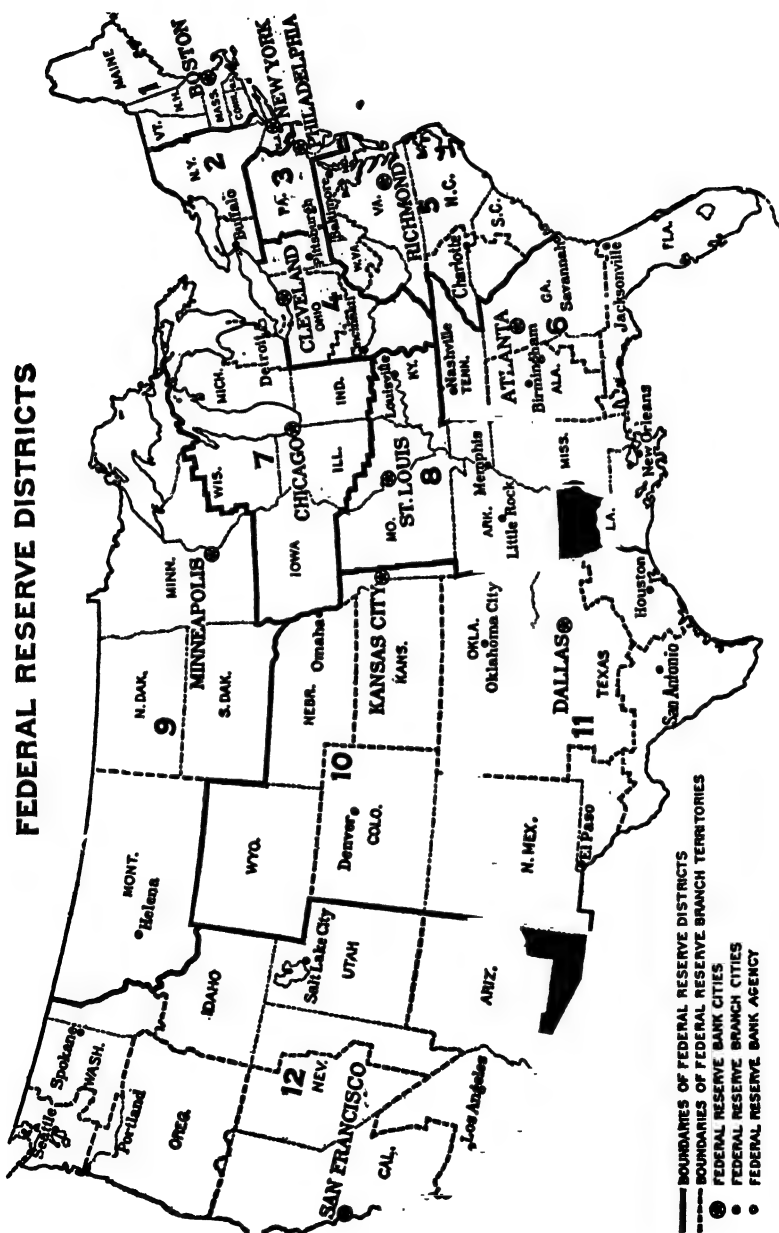 FEDERAL RESERVE DISTRICTS
MAINE
1
VT.
N.H.
BOSTON
MASS.
CONN.
N.Y.
2
Buffalo
NEW YORK
PHILADELPHIA
PA.
3
Pittsburgh
Baltimore
CLEVELAND
OHIO
4
Cincinnati
W.VA.
VA.
RICHMOND
5
N.C.
Charlotte
S.C.
MICH.
Detroit
WIS.
7
CHICAGO
ILL.
IND.
IOWA
Louisville
KY.
MO.
ST. LOUIS
8
Nashville
TENN.
Memphis
ARK.
Little Rock
ATLANTA
GA.
6
Savannah
Birmingham
ALA.
Jacksonville
FLA.
MISS.
LA.
New Orleans
MINN.
MINNEAPOLIS
N. DAK.
9
S. DAK.
MONT.
Helena
NEBR.
Omaha
KANSAS CITY
KANS.
10
WYO.
Denver
COLO.
OKLA.
Oklahoma City
N. MEX.
DALLAS
TEXAS
11
Houston
San Antonio
El Paso
Seattle
Spokane
WASH.
Portland
OREG.
IDAHO
Salt Lake City
UTAH
12
NEV.
SAN FRANCISCO
CAL.
Los Angeles
ARIZ.
BOUNDARIES OF FEDERAL RESERVE DISTRICTS
BOUNDARIES OF FEDERAL RESERVE BRANCH TERRITORIES
FEDERAL RESERVE BANK CITIES
FEDERAL RESERVE BRANCH CITIES
FEDERAL RESERVE BANK AGENCY